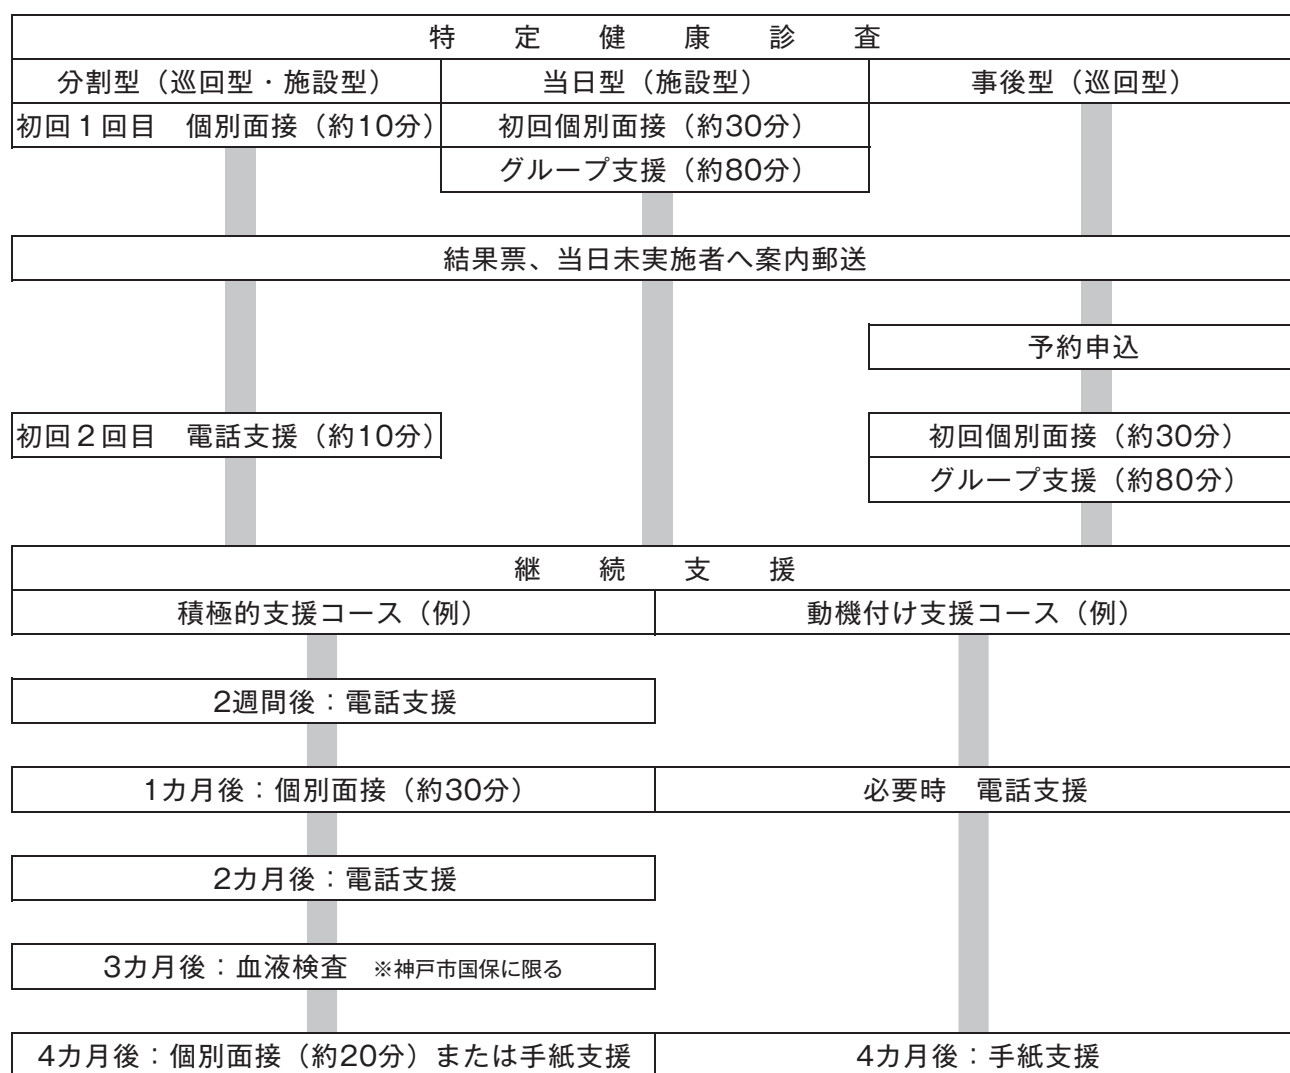 特定健康診査
分割型（巡回型・施設型）
当日型（施設型）
事後型（巡回型）
初回１回目　個別面接（約10分）
初回個別面接（約30分）
グループ支援（約80分）
結果票、当日未実施者へ案内郵送
予約申込
初回２回目　電話支援（約10分）
初回個別面接（約30分）
グループ支援（約80分）
継続支援
積極的支援コース（例）
動機付け支援コース（例）
2週間後：電話支援
1カ月後：個別面接（約30分）
必要時　電話支援
2カ月後：電話支援
3カ月後：血液検査　※神戸市国保に限る
4カ月後：個別面接（約20分）または手紙支援
4カ月後：手紙支援